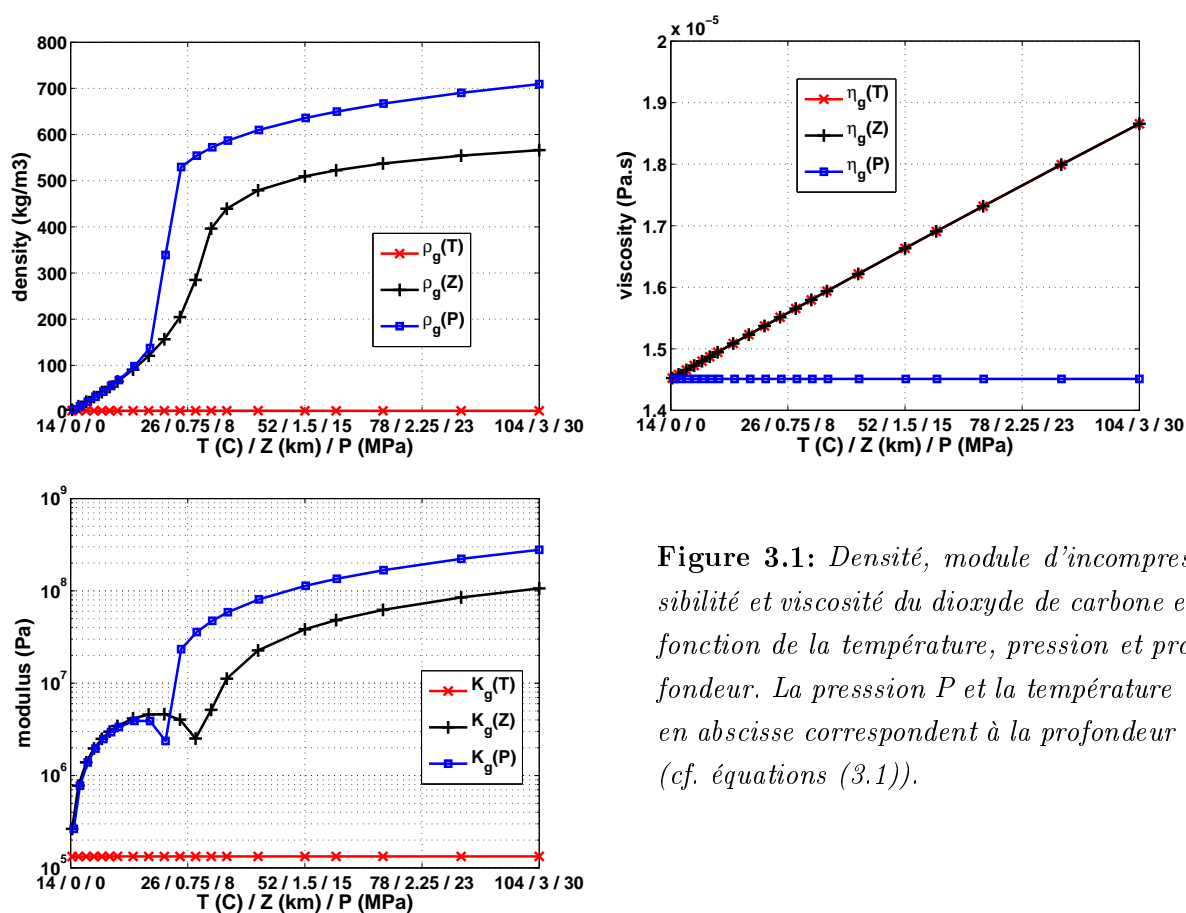 800
700
600
500
400
300
200
100
0
density (kg/m3)
ρg(T)
ρg(Z)
ρg(P)
14 / 0 / 0 26 / 0.75 / 8 52 / 1.5 / 15 78 / 2.25 / 23 104 / 3 / 30
T (C) / Z (km) / P (MPa)
x 10^-5
2
1.9
1.8
1.7
1.6
1.5
1.4
viscosity (Pa.s)
ηg(T)
ηg(Z)
ηg(P)
14 / 0 / 0 26 / 0.75 / 8 52 / 1.5 / 15 78 / 2.25 / 23 104 / 3 / 30
T (C) / Z (km) / P (MPa)
10^9
10^8
10^7
10^6
10^5
modulus (Pa)
Kg(T)
Kg(Z)
Kg(P)
14 / 0 / 0 26 / 0.75 / 8 52 / 1.5 / 15 78 / 2.25 / 23 104 / 3 / 30
T (C) / Z (km) / P (MPa)
Figure 3.1: Densité, module d'incompres
sibilité et viscosité du dioxyde de carbone e
fonction de la température, pression et pro
fondeur. La presssion P et la température
en abscisse correspondent à la profondeur
(cf. équations (3.1)).